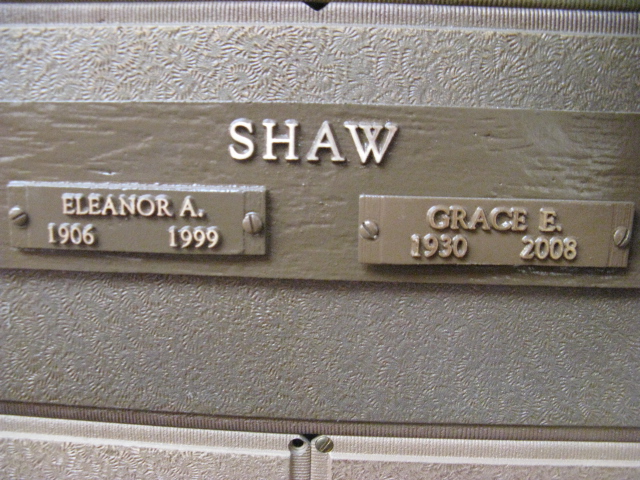 SHAW
ELEANOR A.
1906 1999
GRACE E.
1930 2008